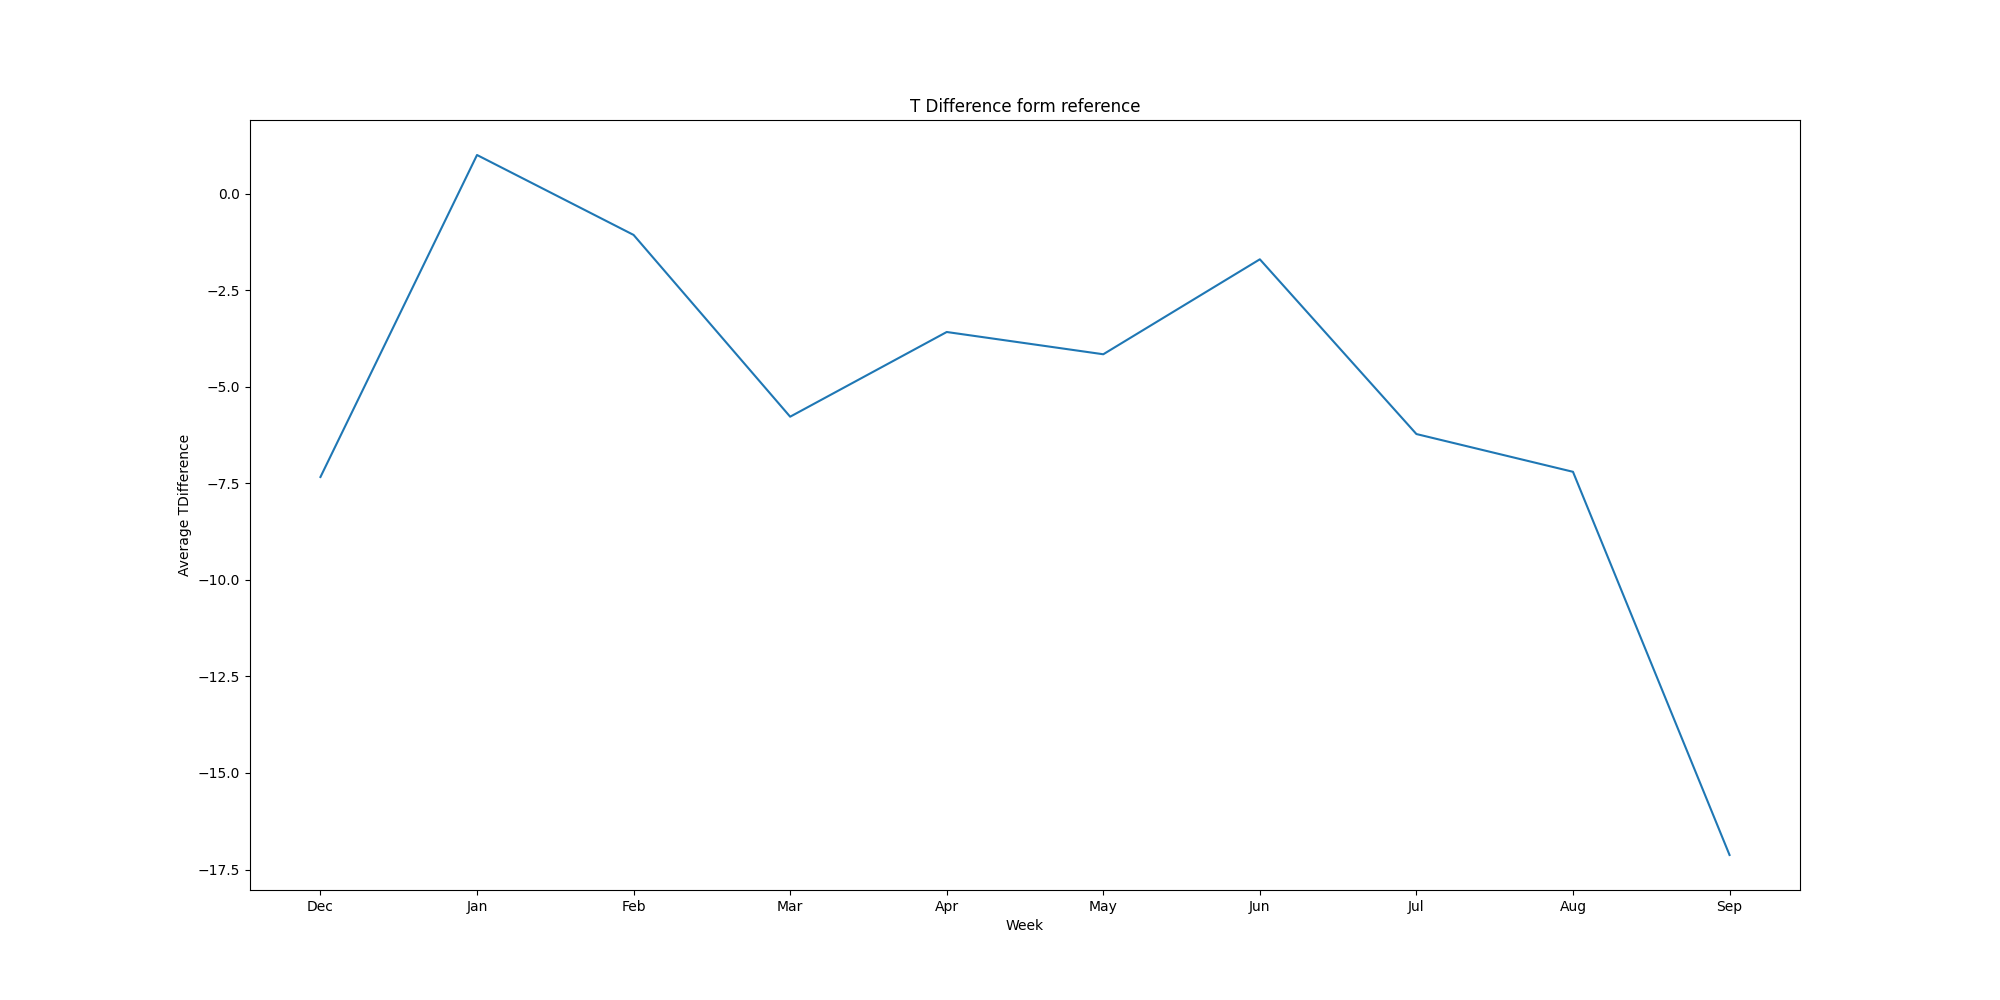 T Difference form reference
0.0
−2.5
−5.0
−7.5
−10.0
−12.5
−15.0
−17.5
Average TDifference
Dec Jan Feb Mar Apr May Jun Jul Aug Sep
Week